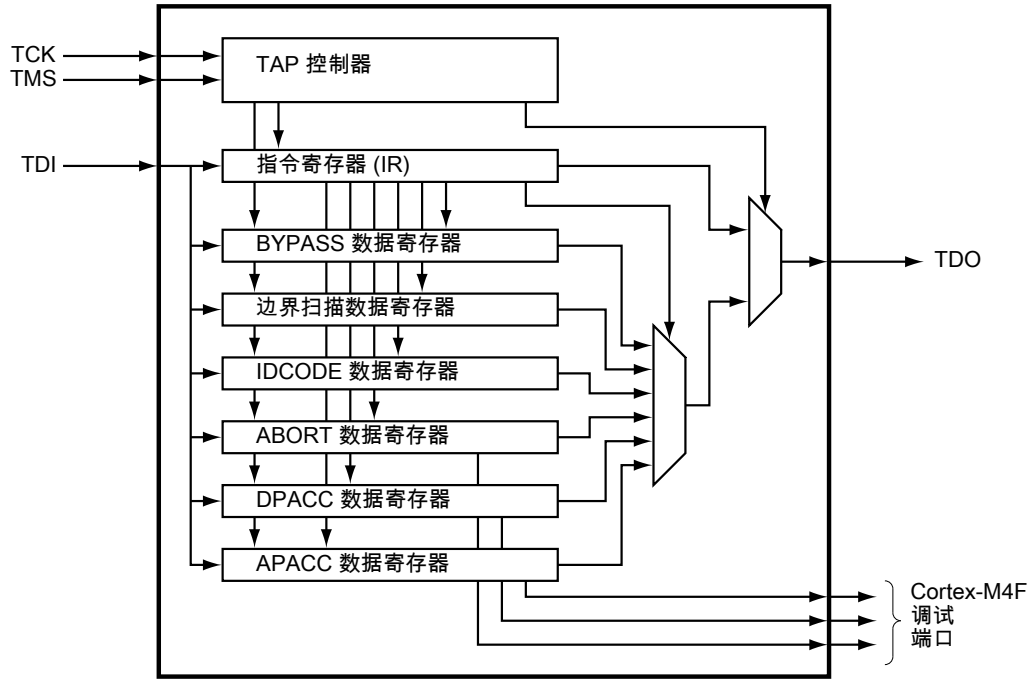 TCK
TMS
TAP 控制器
TDI
指令寄存器 (IR)
BYPASS 数据寄存器
TDO
边界扫描数据寄存器
IDCODE 数据寄存器
ABORT 数据寄存器
DPACC 数据寄存器
APACC 数据寄存器
Cortex-M4F
调试
端口